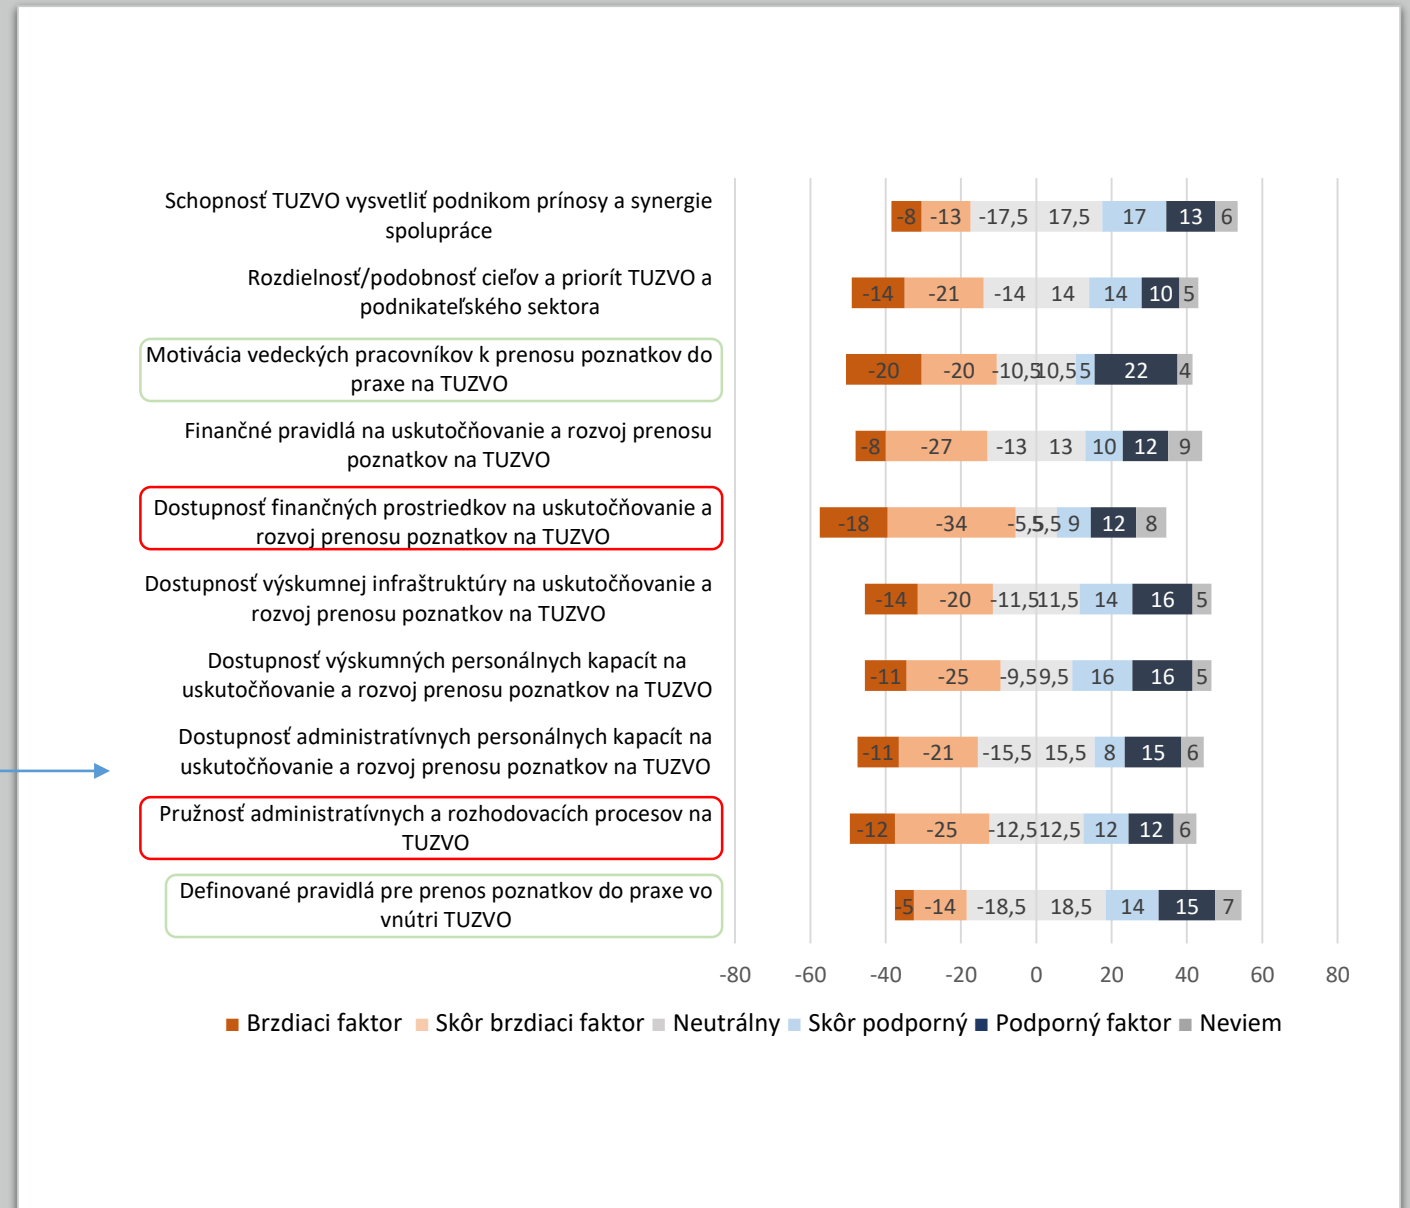 Schopnosť TUZVO vysvetliť podnikom prínosy a synergie
spolupráce
-8 -13 -17,5 17,5 17 13 6
Rozdielnosť/podobnosť cieľov a priorít TUZVO a
podnikateľského sektora
-14 -21 -14 14 14 10 5
Motivácia vedeckých pracovníkov k prenosu poznatkov do
praxe na TUZVO
-20 -20 -10,5 10,5 5 22 4
Finančné pravidlá na uskutočňovanie a rozvoj prenosu
poznatkov na TUZVO
-8 -27 -13 13 10 12 9
Dostupnosť finančných prostriedkov na uskutočňovanie a
rozvoj prenosu poznatkov na TUZVO
-18 -34 -5,5 5,5 9 12 8
Dostupnosť výskumnej infraštruktúry na uskutočňovanie a
rozvoj prenosu poznatkov na TUZVO
-14 -20 -11,5 11,5 14 16 5
Dostupnosť výskumných personálnych kapacít na
uskutočňovanie a rozvoj prenosu poznatkov na TUZVO
-11 -25 -9,5 9,5 16 16 5
Dostupnosť administratívnych personálnych kapacít na
uskutočňovanie a rozvoj prenosu poznatkov na TUZVO
-11 -21 -15,5 15,5 8 15 6
Pružnosť administratívnych a rozhodovacích procesov na
TUZVO
-12 -25 -12,5 12,5 12 12 6
Definované pravidlá pre prenos poznatkov do praxe vo
vnútri TUZVO
-5 -14 -18,5 18,5 14 15 7
-80 -60 -40 -20 0 20 40 60 80
Brzdiaci faktor Skôr brzdiaci faktor Neutrálny Skôr podporný Podporný faktor Neviem